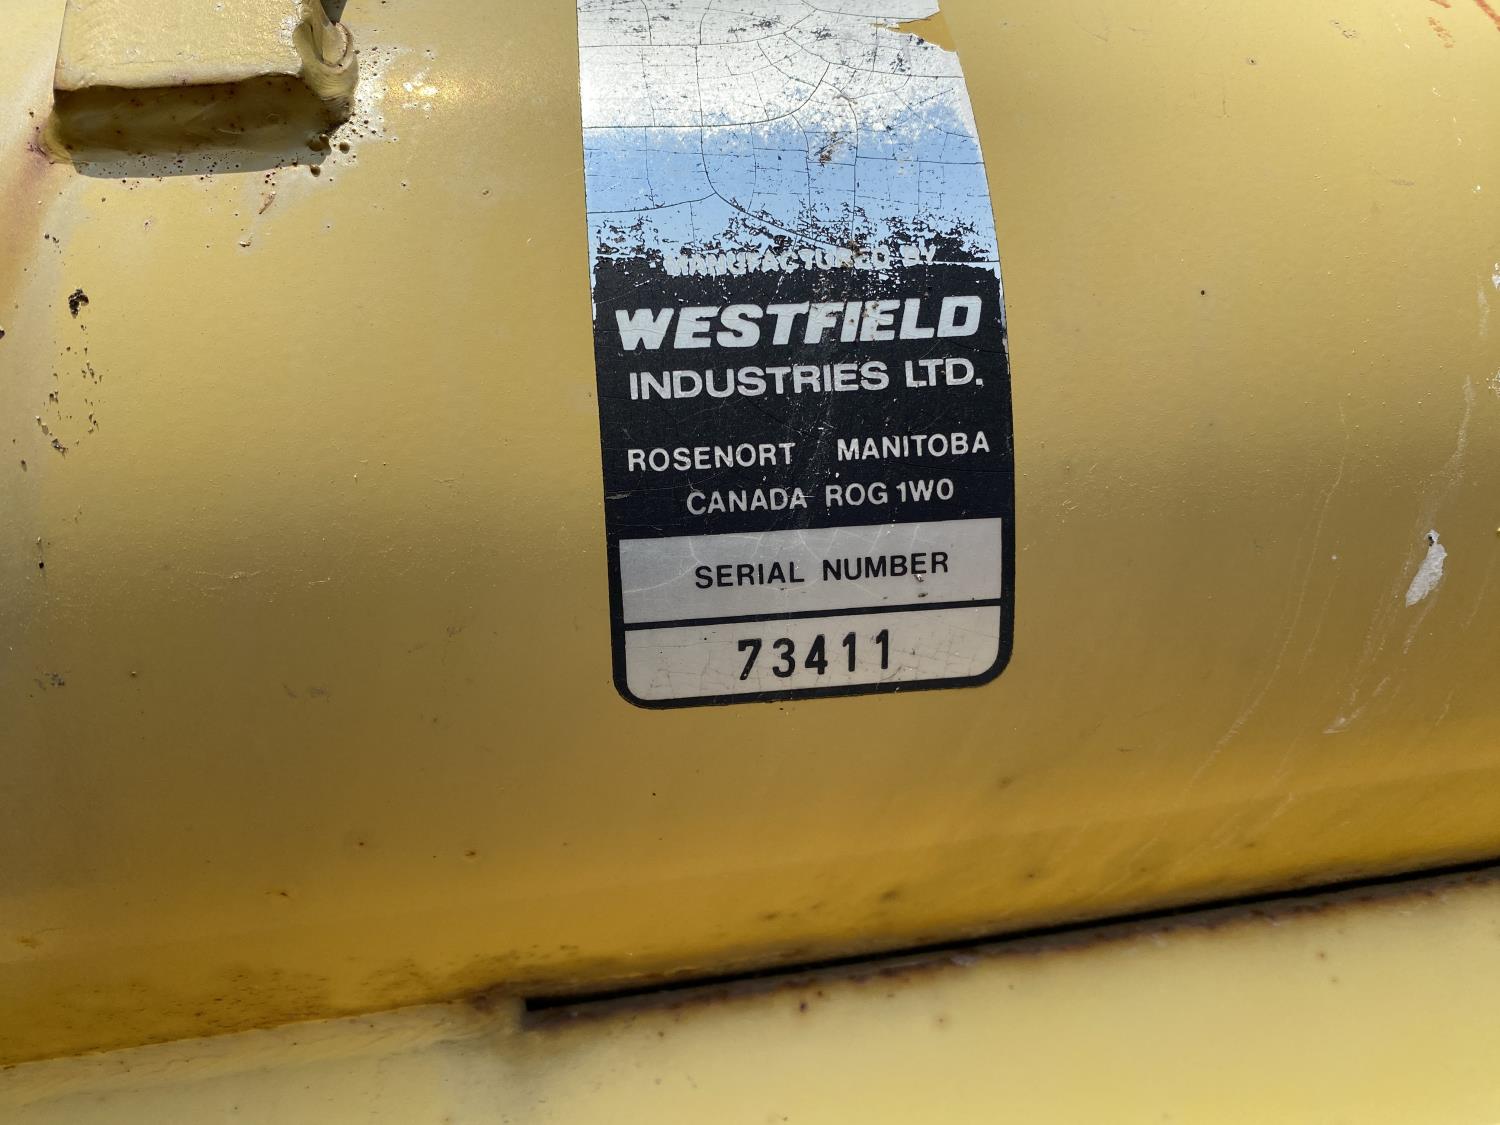 MANUFACTURED BY
WESTFIELD
INDUSTRIES LTD.
ROSENORT MANITOBA
CANADA ROG 1W0
SERIAL NUMBER
73411